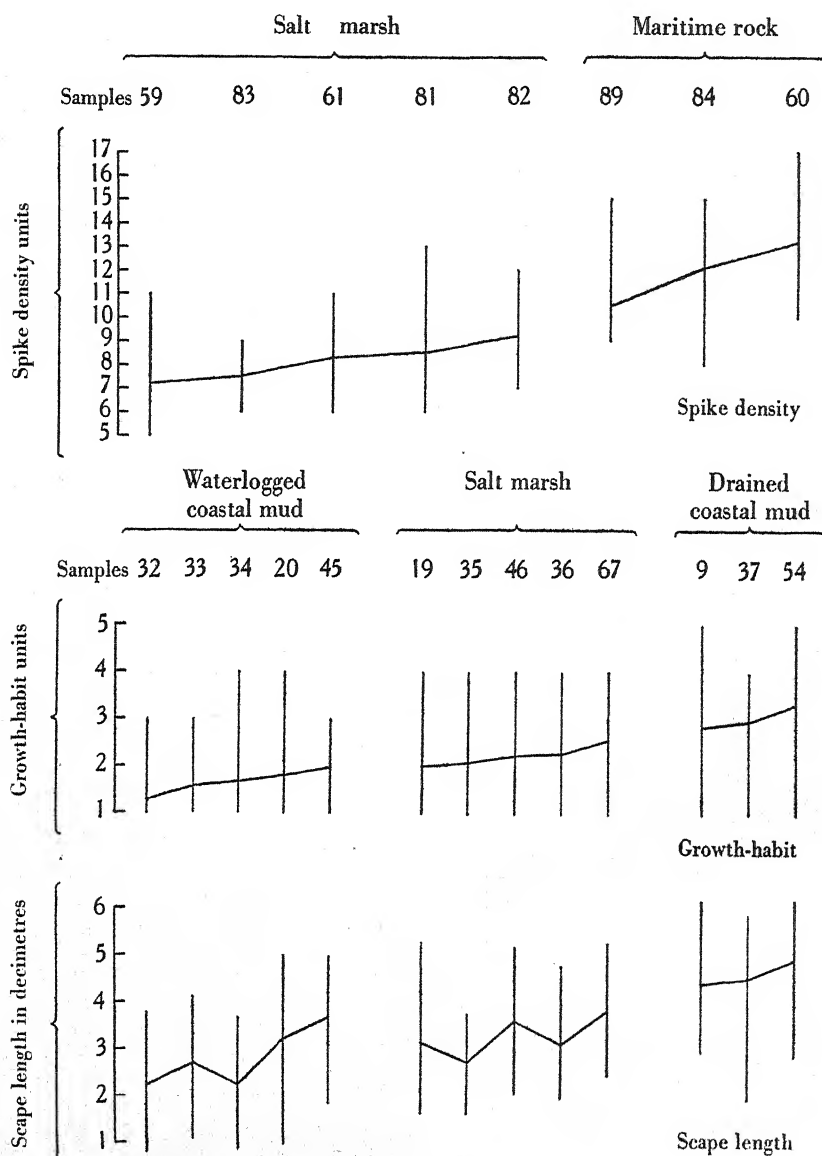 Salt marsh Maritime rock
Samples 59 83 61 81 82 89 84 60
Spike density units
17
16
15
14
13
12
11
10
9
8
7
6
5
Spike density
Waterlogged coastal mud Salt marsh Drained coastal mud
Samples 32 33 34 20 45 19 35 46 36 67 9 37 54
Growth-habit units
5
4
3
2
1
Growth-habit
Scape length in decimetres
6
5
4
3
2
1
Scape length